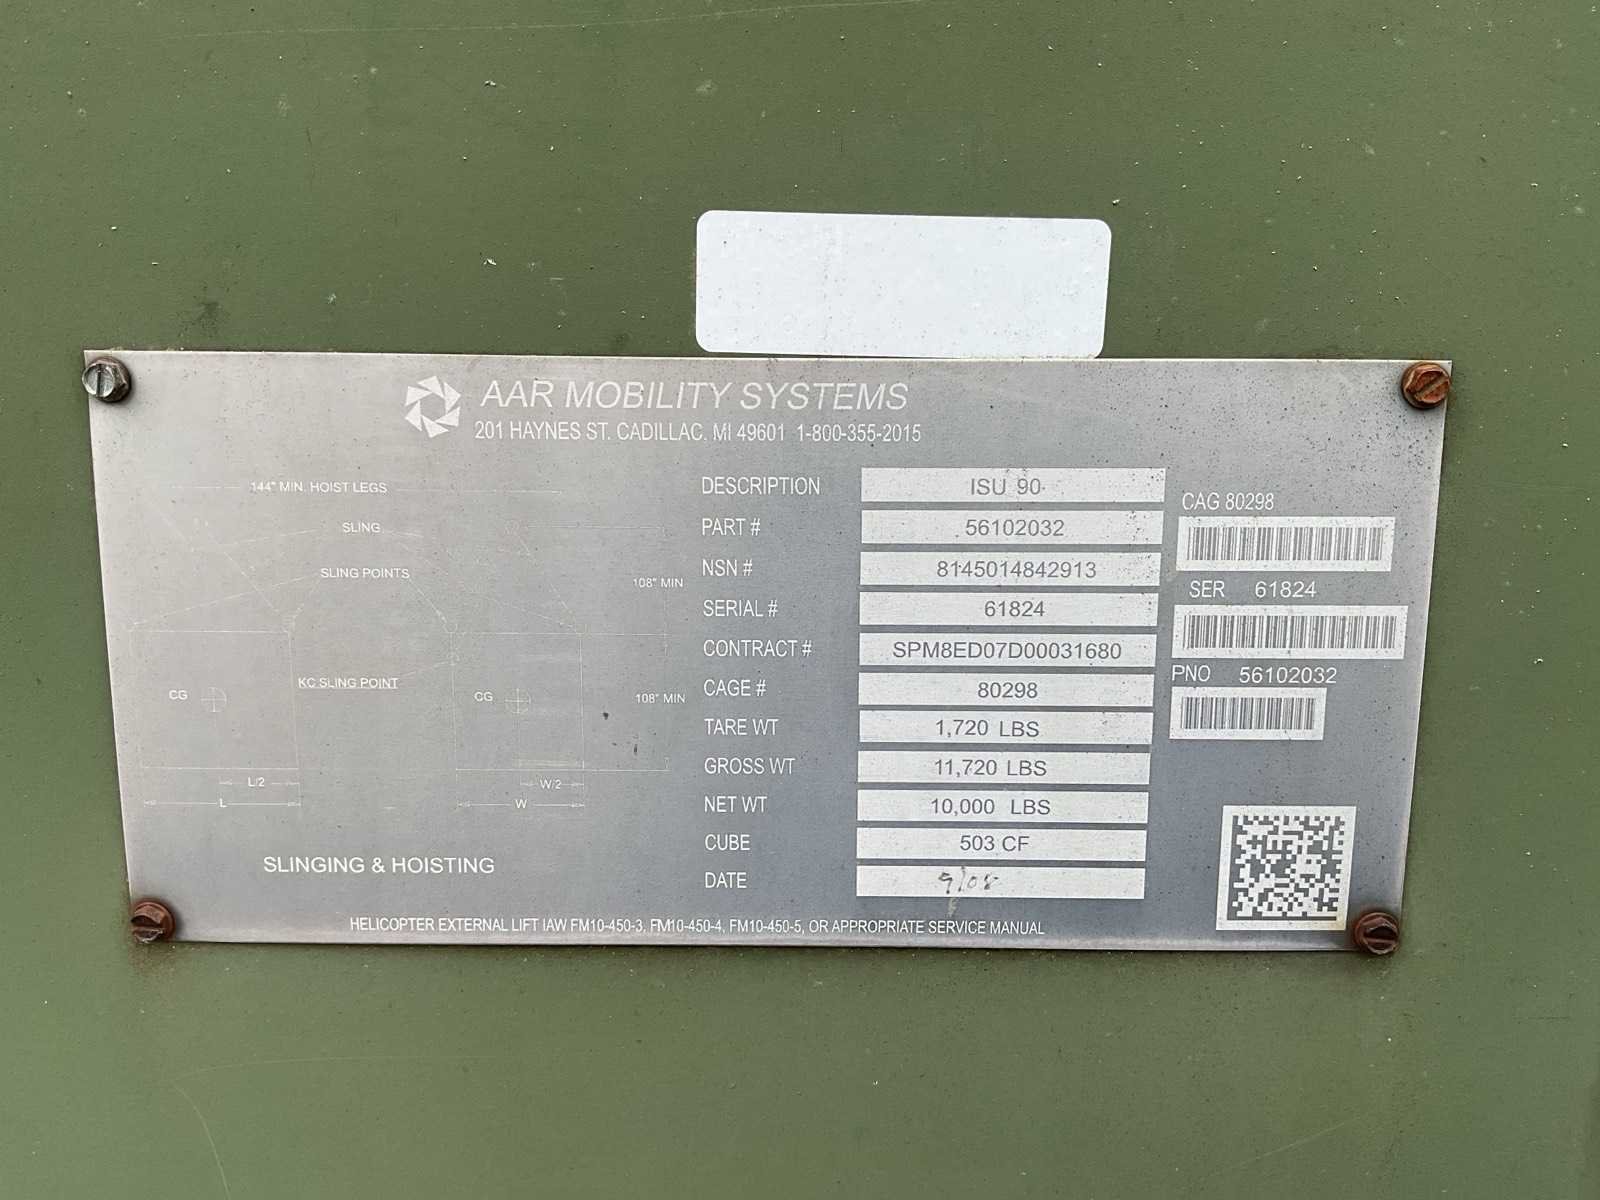 AAR MOBILITY SYSTEMS
201 HAYNES ST. CADILLAC, MI 49601 1-800-355-2015
144" MIN. HOIST LEGS
SLING
SLING POINTS
108" MIN
KC SLING POINT
CG
CG
108" MIN
L/2
L
W/2
W
SLINGING & HOISTING
DESCRIPTION ISU 90
PART # 56102032
NSN # 8145014842913
SERIAL # 61824
CONTRACT # SPM8ED07D00031680
CAGE # 80298
TARE WT 1,720 LBS
GROSS WT 11,720 LBS
NET WT 10,000 LBS
CUBE 503 CF
DATE 9/08
CAG 80298
SER 61824
PNO 56102032
HELICOPTER EXTERNAL LIFT IAW FM10-450-3, FM10-450-4, FM10-450-5, OR APPROPRIATE SERVICE MANUAL